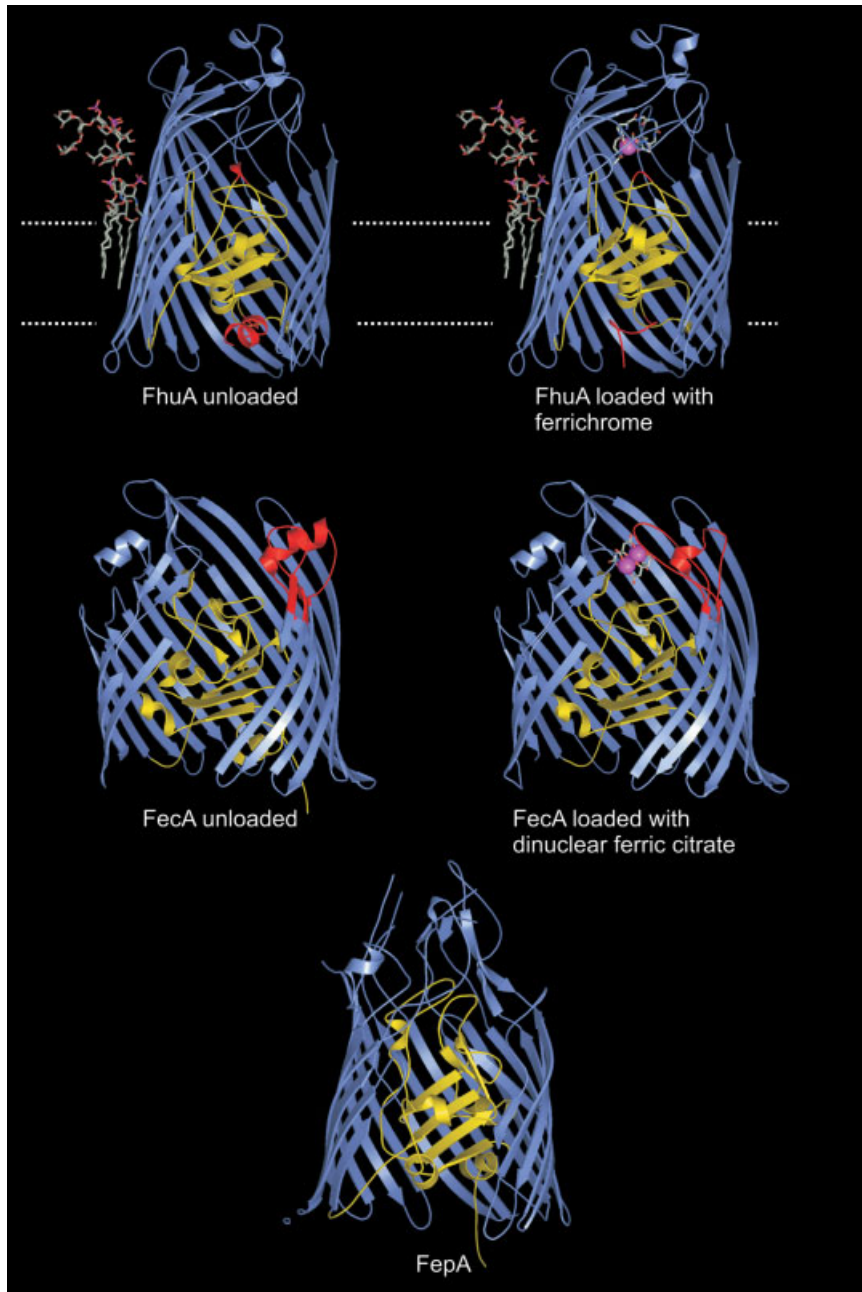 FhuA unloaded
FhuA loaded with
ferrichrome
FecA unloaded
FecA loaded with
dinuclear ferric citrate
FepA